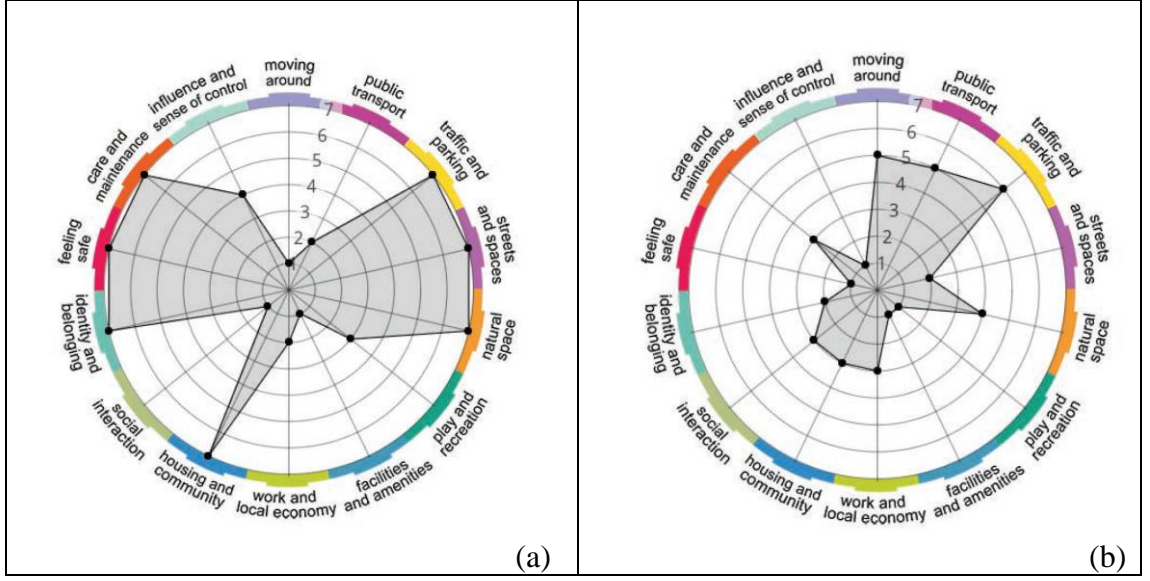 moving
around
public
transport
traffic and
parking
streets
and spaces
natural
space
play and
recreation
facilities
and amenities
work and
local economy
housing and
community
social
interaction
identity and
belonging
feeling
safe
care and
maintenance
influence and
sense of control
7
6
5
4
3
2
1
(a)
moving
around
public
transport
traffic and
parking
streets
and spaces
natural
space
play and
recreation
facilities
and amenities
work and
local economy
housing and
community
social
interaction
identity and
belonging
feeling
safe
care and
maintenance
influence and
sense of control
7
6
5
4
3
2
1
(b)